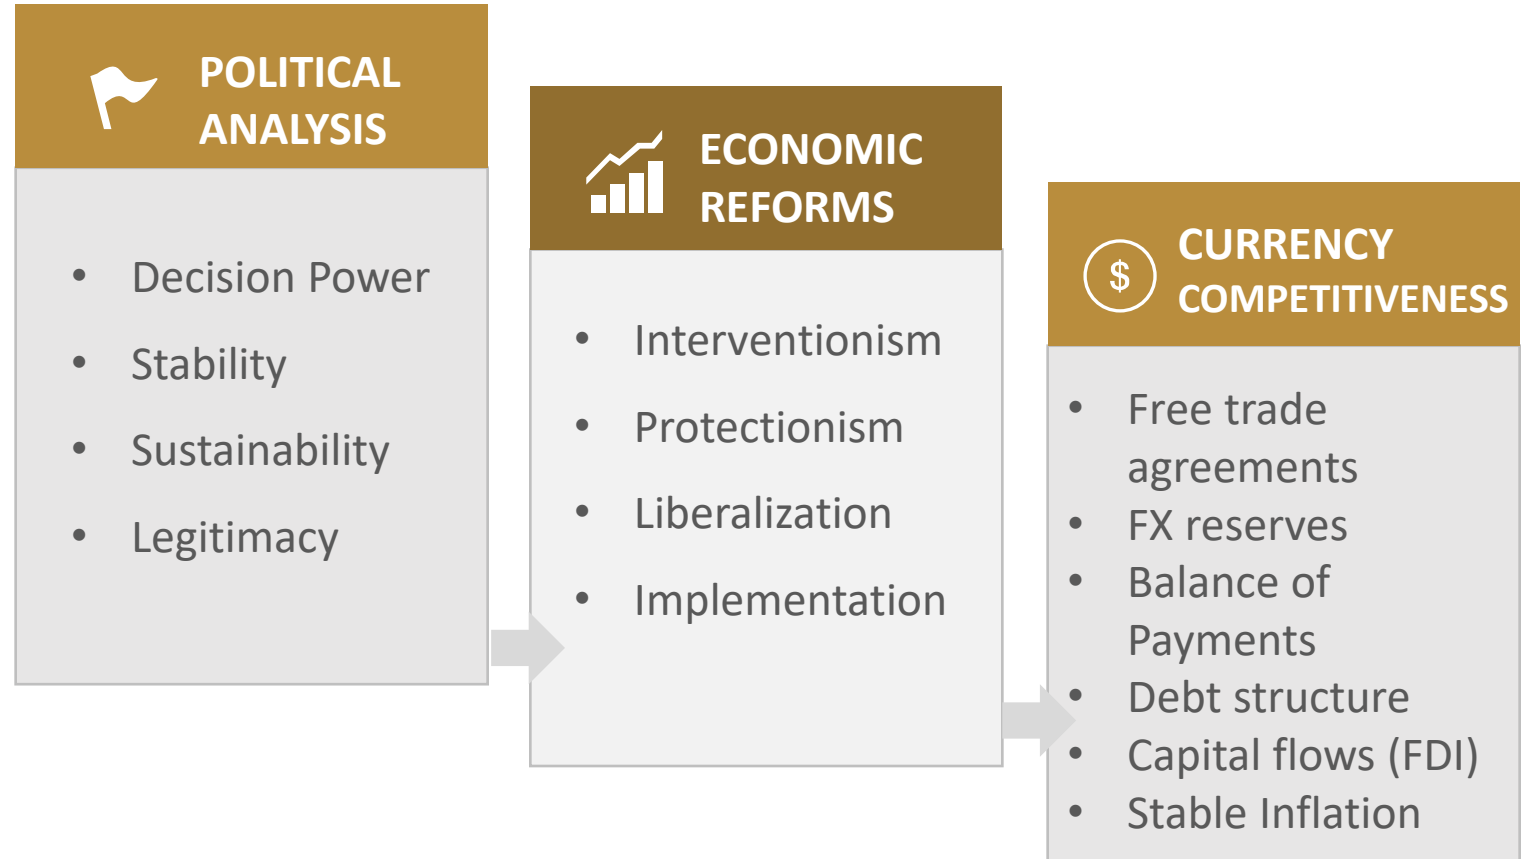 POLITICAL
ANALYSIS
• Decision Power
• Stability
• Sustainability
• Legitimacy
ECONOMIC
REFORMS
• Interventionism
• Protectionism
• Liberalization
• Implementation
$
CURRENCY
COMPETITIVENESS
• Free trade
agreements
• FX reserves
• Balance of
Payments
• Debt structure
• Capital flows (FDI)
• Stable Inflation